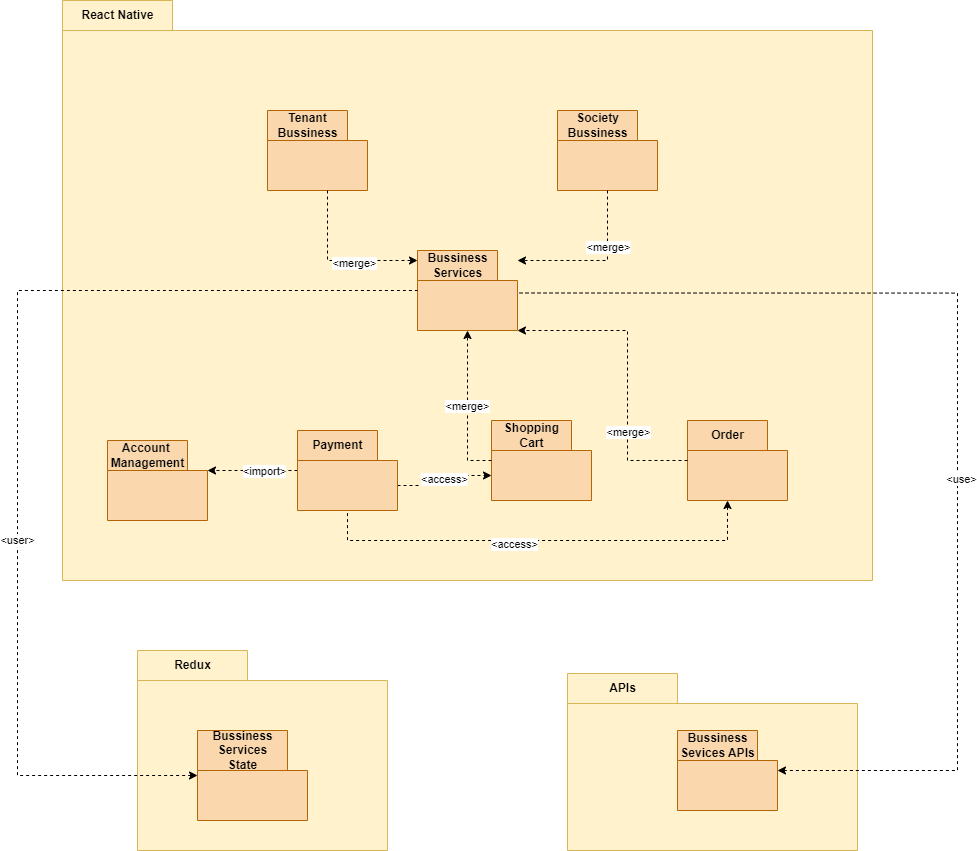 React Native
Tenant
Bussiness
Society
Bussiness
<merge>
<merge>
Bussiness
Services
<merge>
Shopping
Cart
<merge>
Order
Account
Management
<import>
Payment
<access>
<access>
<user>
<use>
Redux
Bussiness
Services
State
APIs
Bussiness
Sevices APIs